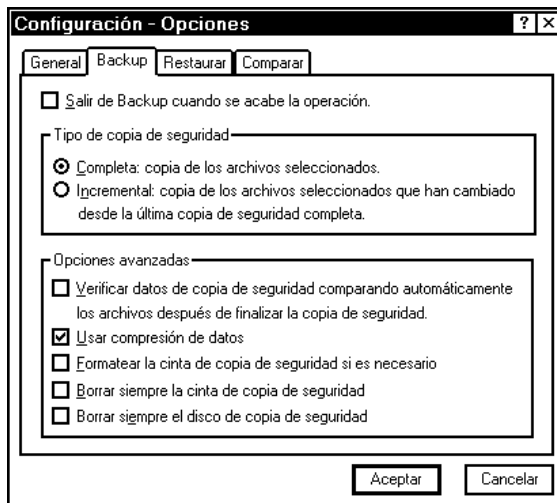 Configuración - Opciones
General Backup Restaurar Comparar
Salir de Backup cuando se acabe la operación.
Tipo de copia de seguridad
Completa: copia de los archivos seleccionados.
Incremental: copia de los archivos seleccionados que han cambiado
desde la última copia de seguridad completa.
Opciones avanzadas
Verificar datos de copia de seguridad comparando automáticamente
los archivos después de finalizar la copia de seguridad.
Usar compresión de datos
Formatear la cinta de copia de seguridad si es necesario
Borrar siempre la cinta de copia de seguridad
Borrar siempre el disco de copia de seguridad
Aceptar Cancelar